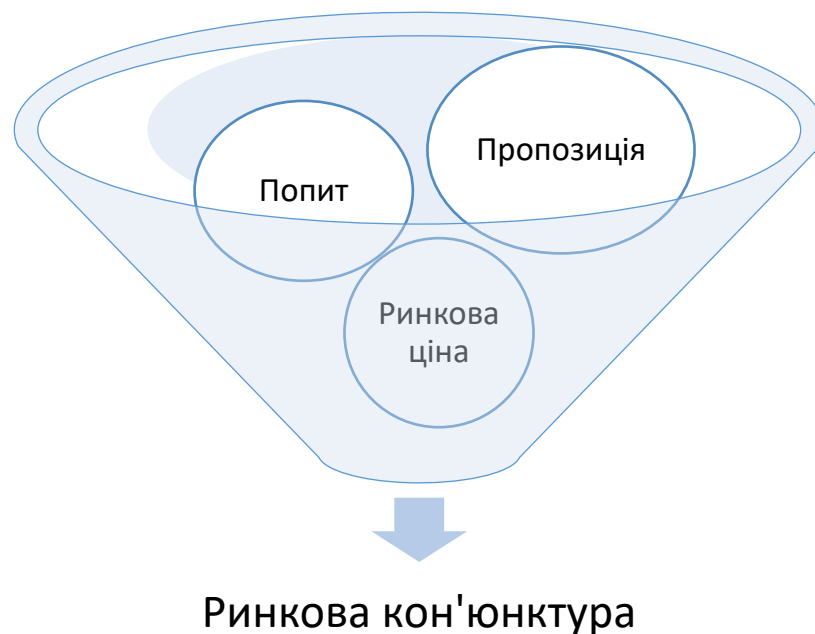 Пропозиція
Попит
Ринкова
ціна
Ринкова кон'юнктура